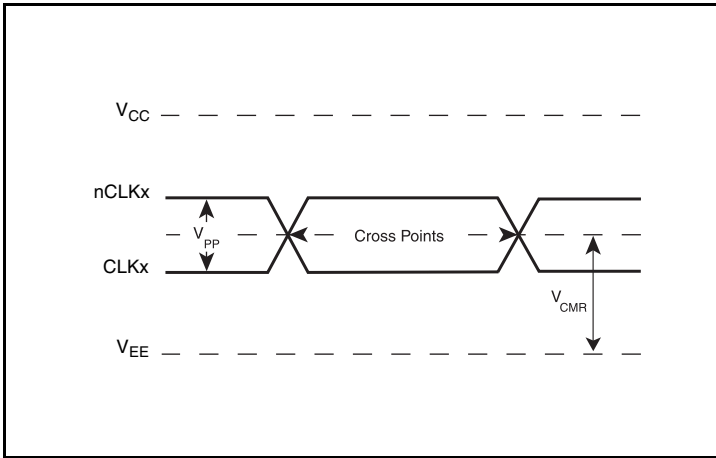 VCC
nCLKx
VPP
Cross Points
CLKx
VCMR
VEE